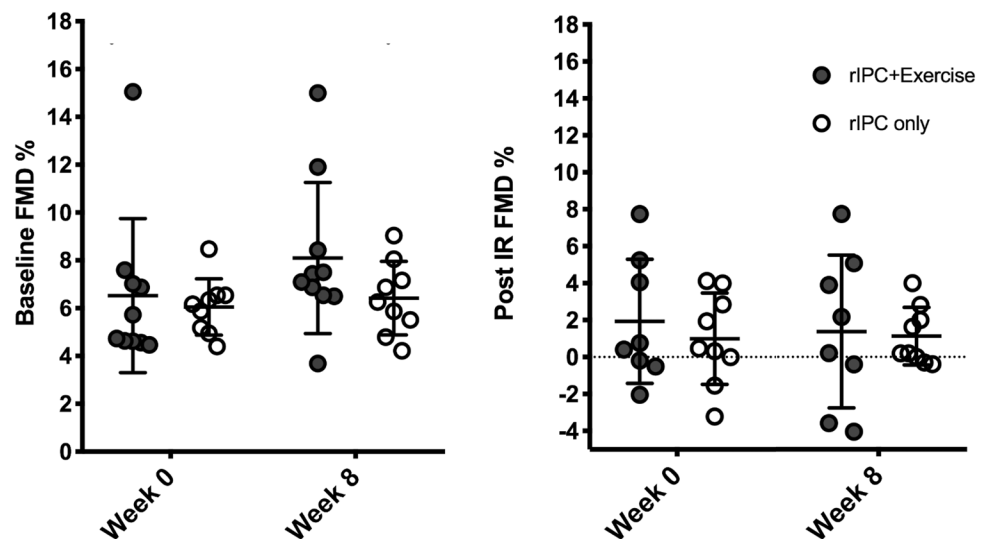 Baseline FMD %
18
16
14
12
10
8
6
4
2
0
Week 0
Week 8
Post IR FMD %
18
16
14
12
10
8
6
4
2
0
-2
-4
Week 0
Week 8
rIPC+Exercise
rIPC only